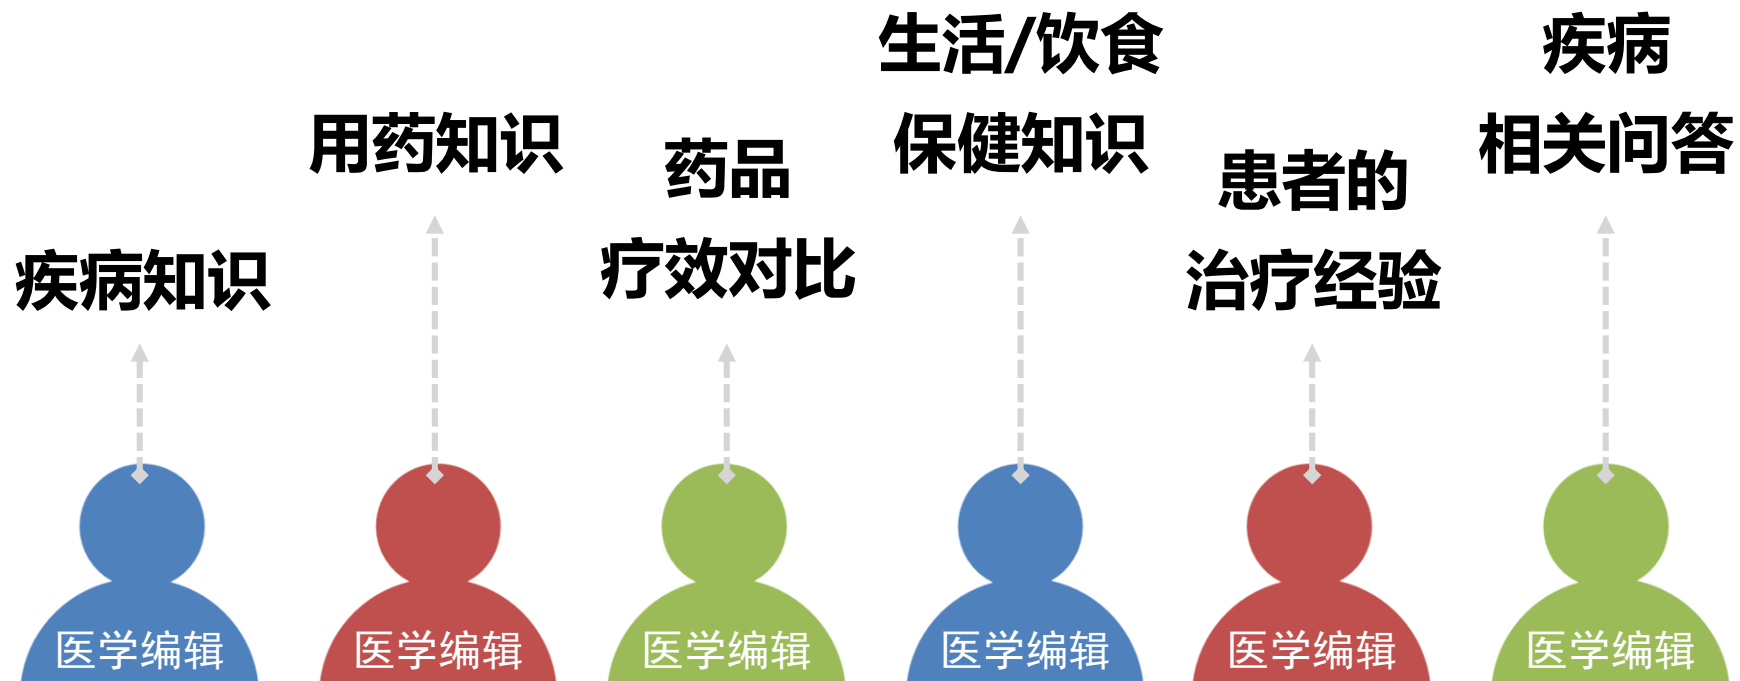 疾病知识
用药知识
药品
疗效对比
生活/饮食
保健知识
患者的
治疗经验
疾病
相关问答
医学编辑
医学编辑
医学编辑
医学编辑
医学编辑
医学编辑